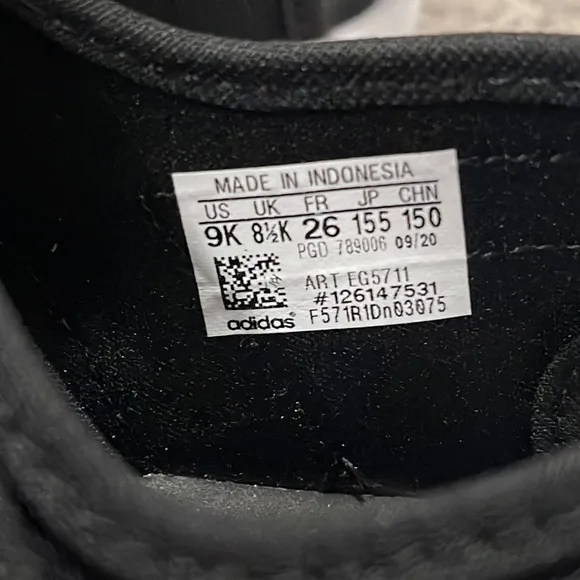 MADE IN INDONESIA
US UK FR JP CHN
9K 8½K 26 155 150
PGD 789006 09/20
ART EG5711
#126147531
adidas® F571R1Dn03075